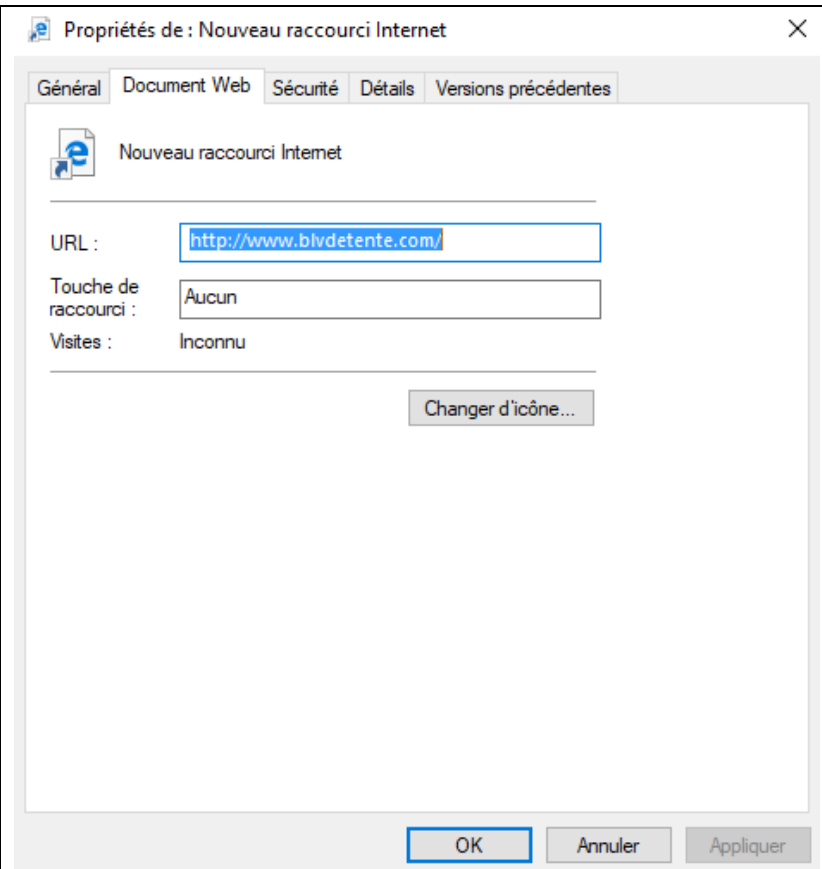 Propriétés de : Nouveau raccourci Internet
Général Document Web Sécurité Détails Versions précédentes
Nouveau raccourci Internet
URL : http://www.blvdetente.com/
Touche de
raccourci : Aucun
Visites : Inconnu
Changer d'icône...
OK Annuler Appliquer